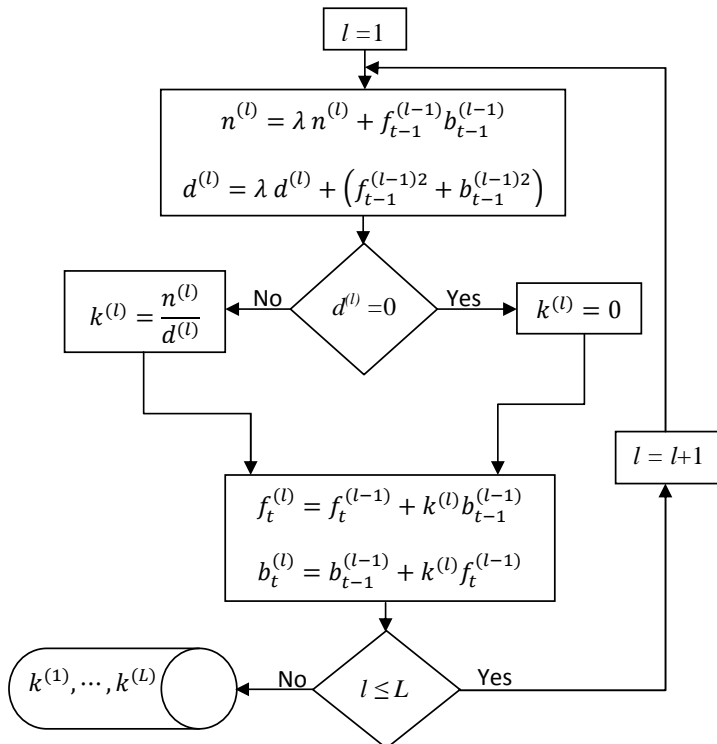 l =1
n^{(l)} = λ n^{(l)} + f_{t-1}^{(l-1)} b_{t-1}^{(l-1)}
d^{(l)} = λ d^{(l)} + (f_{t-1}^{(l-1)2} + b_{t-1}^{(l-1)2})
No
d^{(l)} =0
Yes
k^{(l)} = n^{(l)}/d^{(l)}
k^{(l)} = 0
l = l+1
f_t^{(l)} = f_t^{(l-1)} + k^{(l)} b_{t-1}^{(l-1)}
b_t^{(l)} = b_{t-1}^{(l-1)} + k^{(l)} f_t^{(l-1)}
k^{(1)}, ⋯, k^{(L)}
No
l ≤ L
Yes